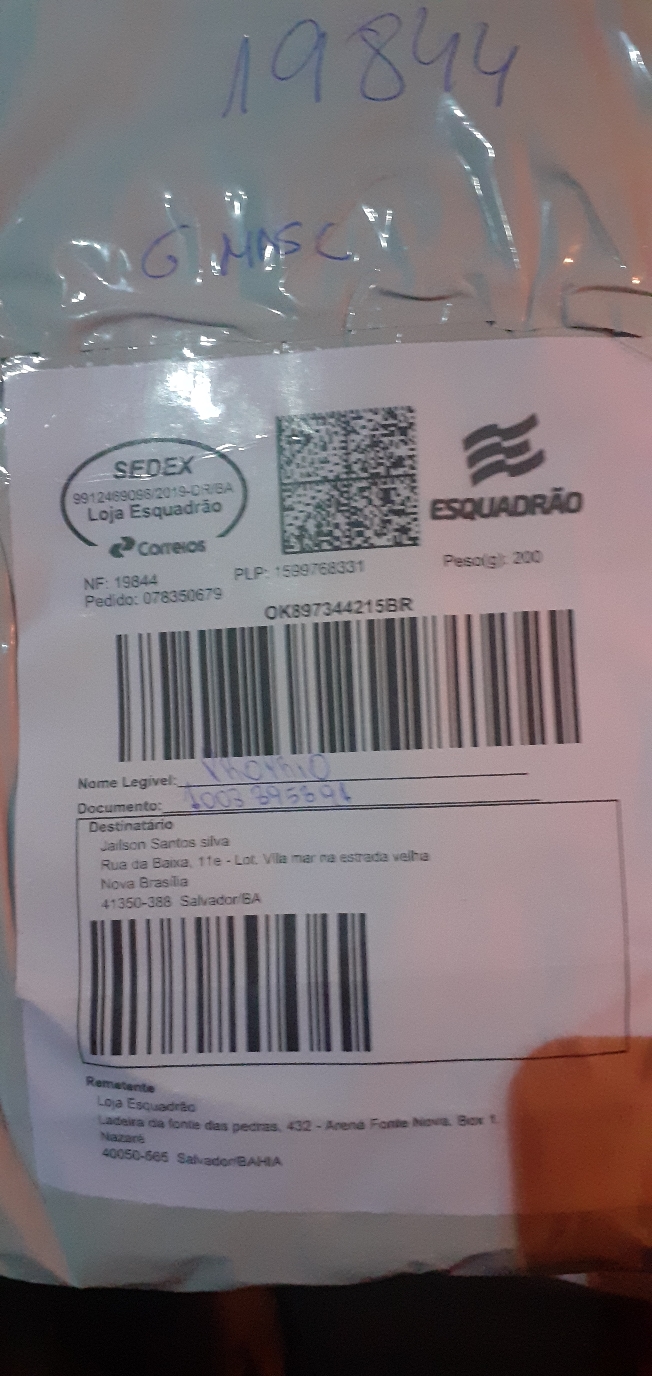 19844
G MASC
SEDEX
9912469096/2019-DR/BA
Loja Esquadrão
Correios
ESQUADRÃO
NF: 19844
PLP: 1599768331
Peso(g): 200
Pedido: 078350679
OK897344215BR
Nome Legível:
Documento:
Destinatário
Jailson Santos silva
Rua da Baixa, 11e - Lot. Vila mar na estrada velha
Nova Brasília
41350-388 Salvador/BA
Remetente
Loja Esquadrão
Ladeira da fonte das pedras, 432 - Arena Fonte Nova. Box 1.
Nazaré
40050-565 Salvador/BAHIA